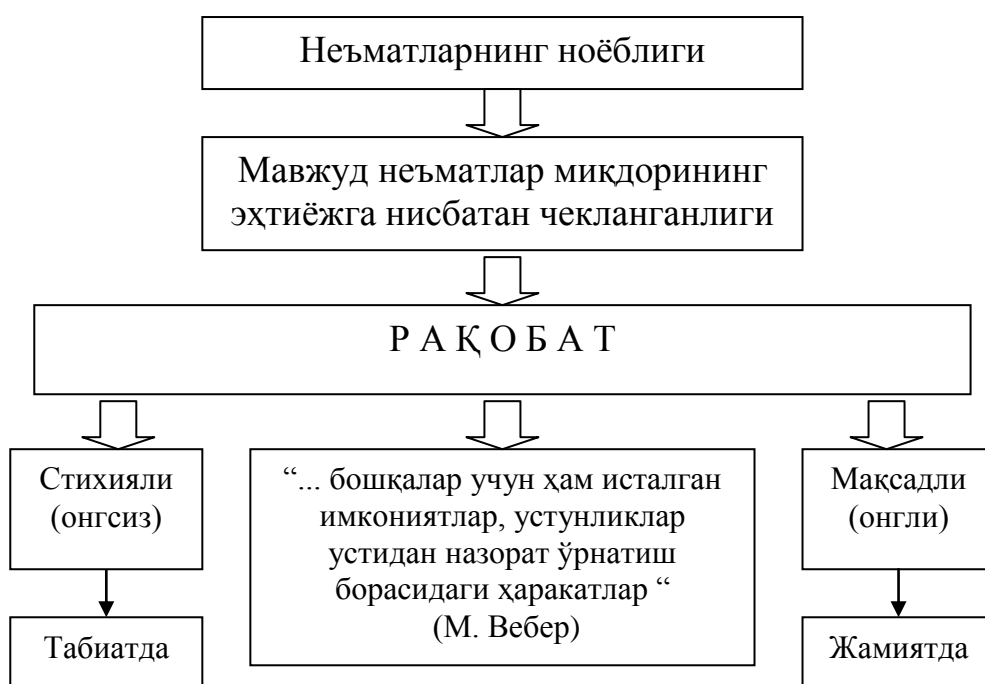 Неъматларнинг ноёблиги
Мавжуд неъматлар миқдорининг
эҳтиёжга нисбатан чекланганлиги
Р А Қ О Б А Т
Стихияли
(онгсиз)
“... бошқалар учун ҳам исталган
имкониятлар, устунликлар
устидан назорат ўрнатиш
борасидаги ҳаракатлар “
(М. Вебер)
Мақсадли
(онгли)
Табиатда
Жамиятда